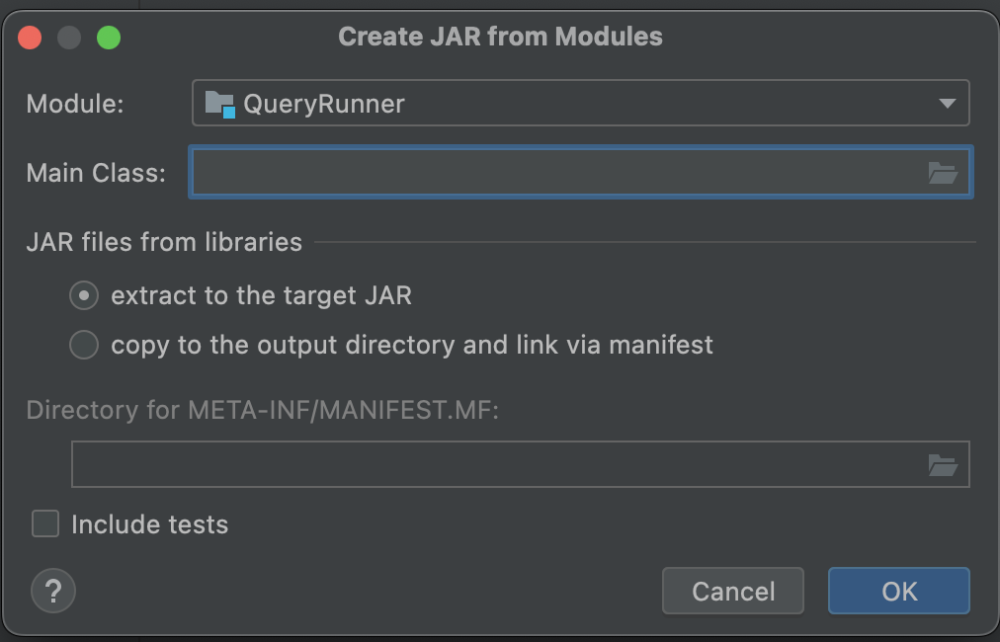 Create JAR from Modules
Module: QueryRunner
Main Class:
JAR files from libraries
extract to the target JAR
copy to the output directory and link via manifest
Directory for META-INF/MANIFEST.MF:
Include tests
? Cancel OK